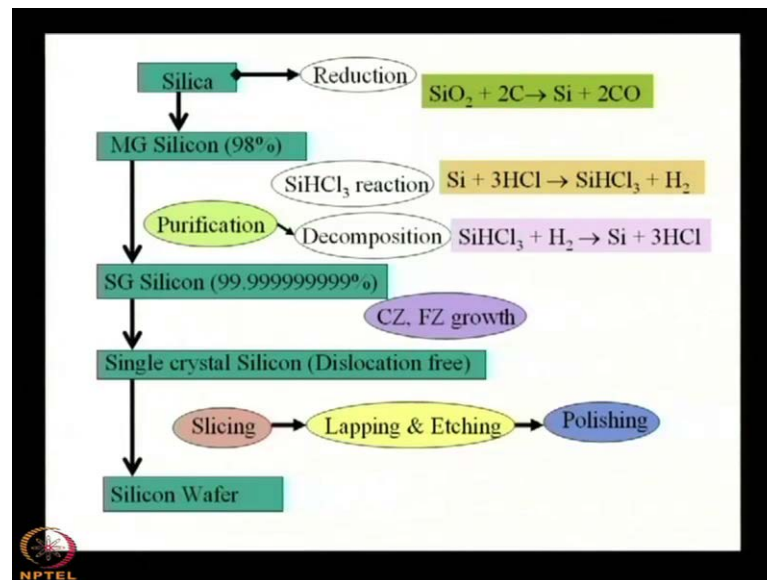 Silica
Reduction
SiO₂ + 2C→ Si + 2CO
MG Silicon (98%)
SiHCl₃ reaction
Si + 3HCl → SiHCl₃ + H₂
Purification
Decomposition
SiHCl₃ + H₂ → Si + 3HCl
SG Silicon (99.999999999%)
CZ, FZ growth
Single crystal Silicon (Dislocation free)
Slicing
Lapping & Etching
Polishing
Silicon Wafer
NPTEL